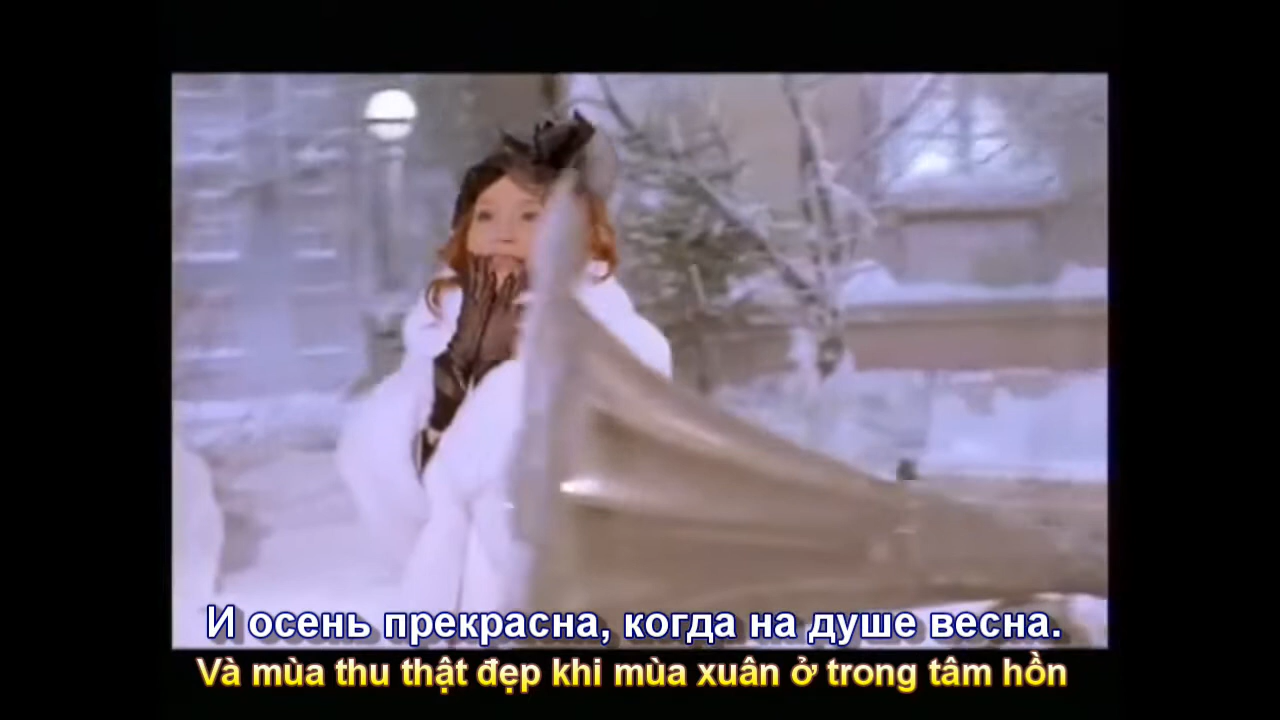 И осень прекрасна, когда на душе весна.
Và mùa thu thật đẹp khi mùa xuân ở trong tâm hồn